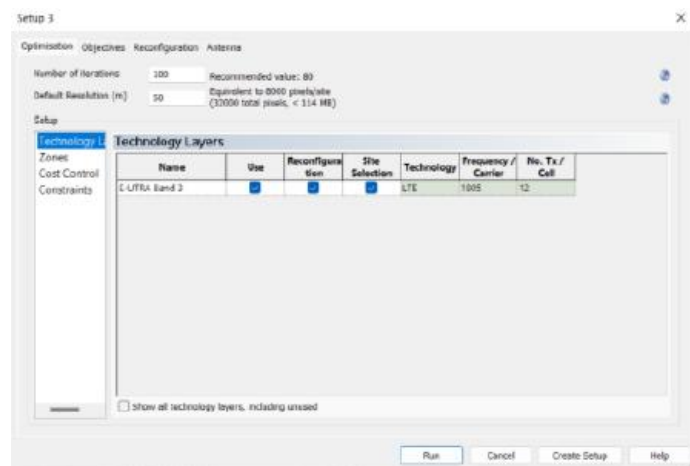 Setup 3
Optimisation Objectives Reconfiguration Antenna
Number of iterations 100 Recommended value: 80
Default Resolution (m) 50 Equivalent to 8000 pixels/site
(32000 total pixels, < 114 MB)
Setup
Technology L
Technology Layers
Zones
Cost Control
Constraints
Name Use Reconfigura tion Site Selection Technology Frequency / Carrier No. Tx / Cell
E-UTRA Band 3 LTE 1805 12
Show all technology layers, including unused
Run Cancel Create Setup Help